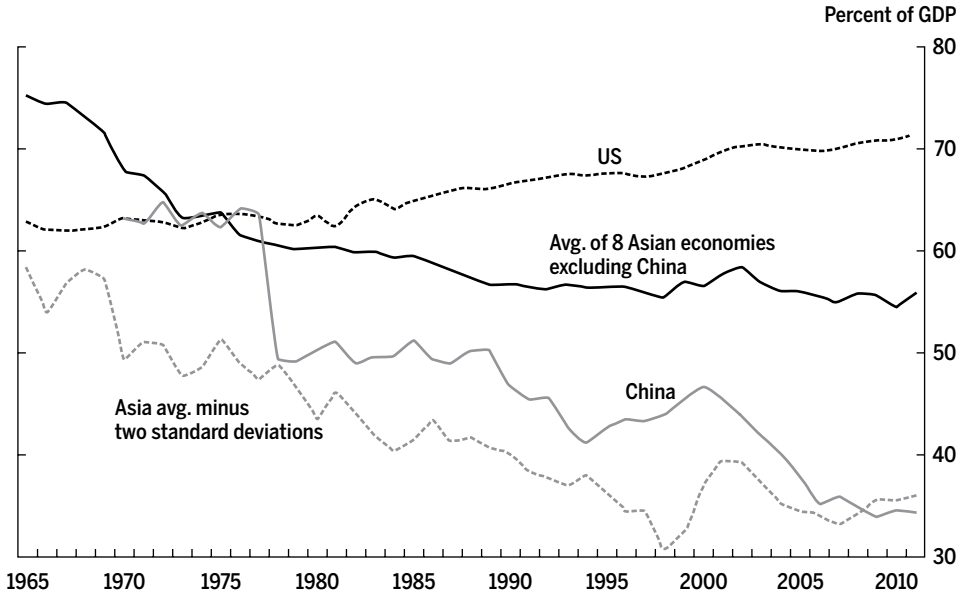 Percent of GDP
80
70
US
Avg. of 8 Asian economies
excluding China
60
50
China
Asia avg. minus
two standard deviations
40
30
1965 1970 1975 1980 1985 1990 1995 2000 2005 2010